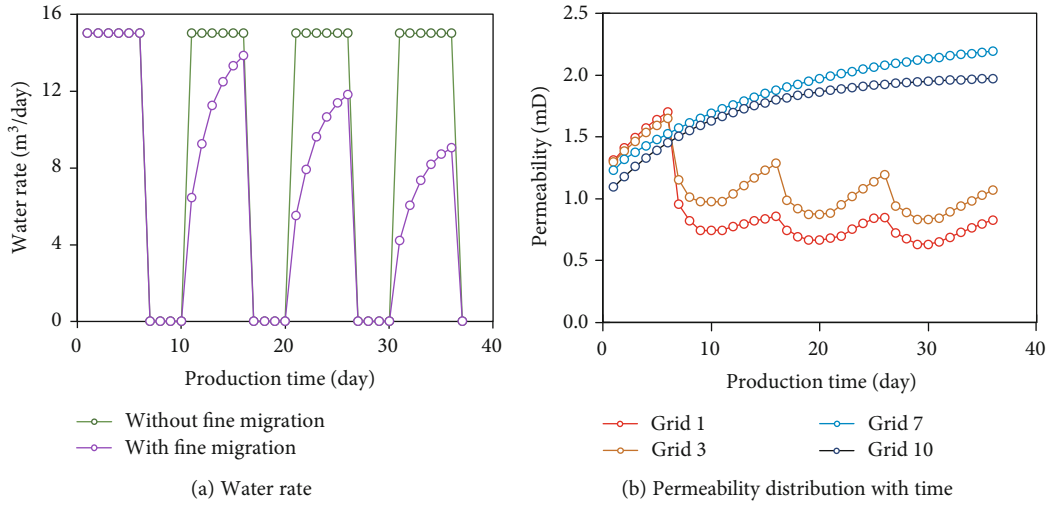 16
12
8
4
0
Water rate (m³/day)
0
10
20
30
40
Production time (day)
Without fine migration
With fine migration
(a) Water rate
2.5
2.0
1.5
1.0
0.5
0.0
Permeability (mD)
0
10
20
30
40
Production time (day)
Grid 1
Grid 7
Grid 3
Grid 10
(b) Permeability distribution with time